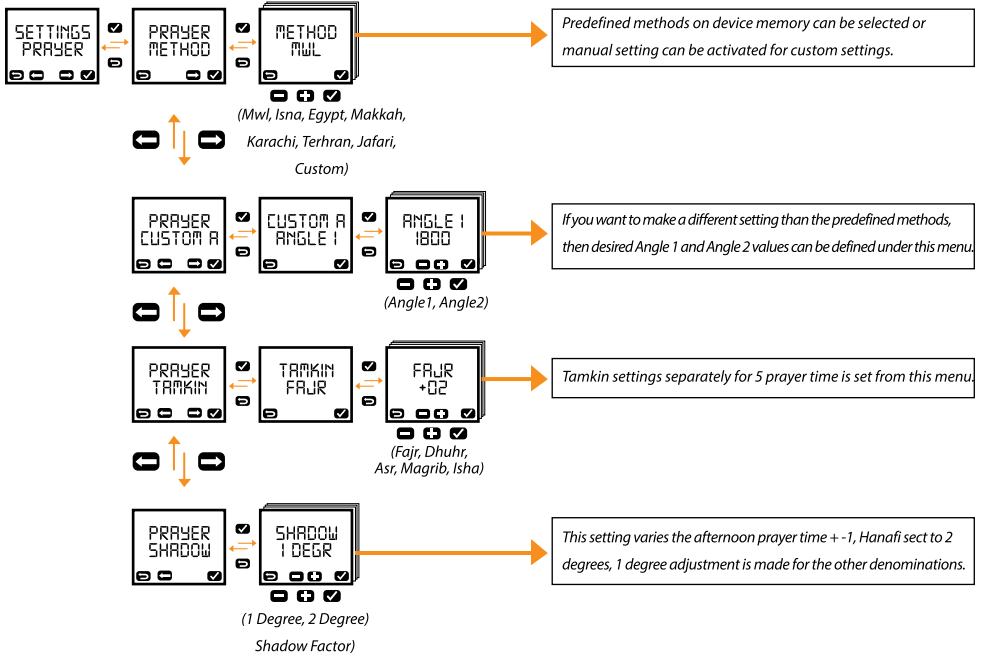 SETTINGS
PRAYER
PRAYER
METHOD
METHOD
MWL
Predefined methods on device memory can be selected or
manual setting can be activated for custom settings.
(Mwl, Isna, Egypt, Makkah,
Karachi, Terhran, Jafari,
Custom)
PRAYER
CUSTOM A
CUSTOM A
ANGLE 1
ANGLE 1
1800
If you want to make a different setting than the predefined methods,
then desired Angle 1 and Angle 2 values can be defined under this menu.
(Angle1, Angle2)
PRAYER
TAMKIN
TAMKIN
FAJR
FAJR
+02
Tamkin settings separately for 5 prayer time is set from this menu.
(Fajr, Dhuhr,
Asr, Magrib, Isha)
PRAYER
SHADOW
SHADOW
1 DEGR
This setting varies the afternoon prayer time + -1, Hanafi sect to 2
degrees, 1 degree adjustment is made for the other denominations.
(1 Degree, 2 Degree)
Shadow Factor)